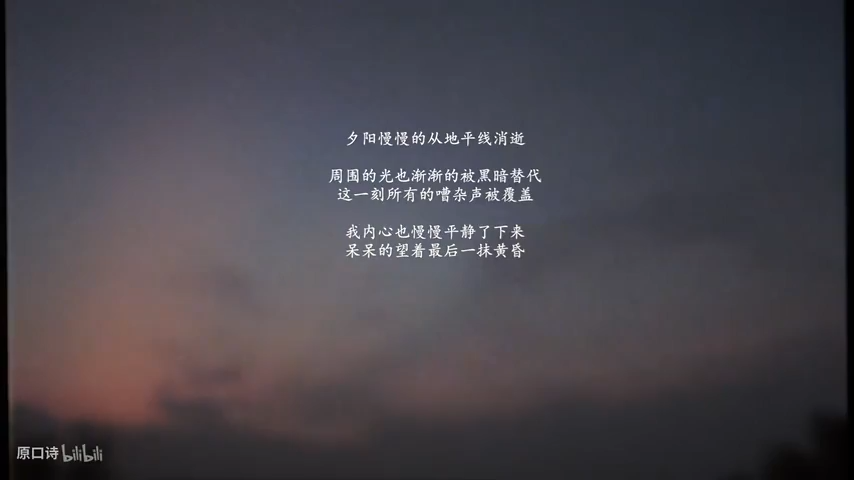 夕阳慢慢的从地平线消逝
周围的光也渐渐的被黑暗替代
这一刻所有的嘈杂声被覆盖
我内心也慢慢平静了下来
呆呆的望着最后一抹黄昏
原口诗 bilibili